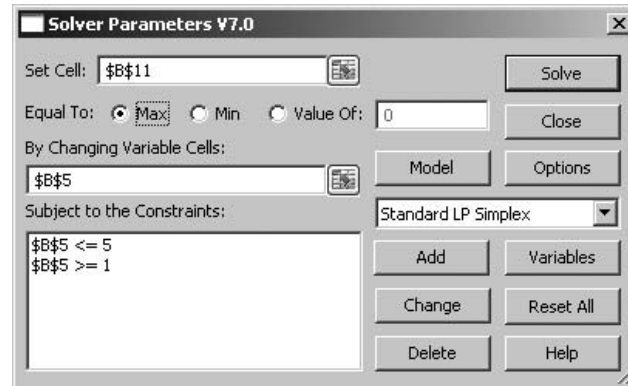 Solver Parameters V7.0
Set Cell: $B$11
Solve
Equal To: Max Min Value Of: 0
Close
By Changing Variable Cells:
$B$5
Model Options
Subject to the Constraints:
Standard LP Simplex
$B$5 <= 5
$B$5 >= 1
Add Variables
Change Reset All
Delete Help